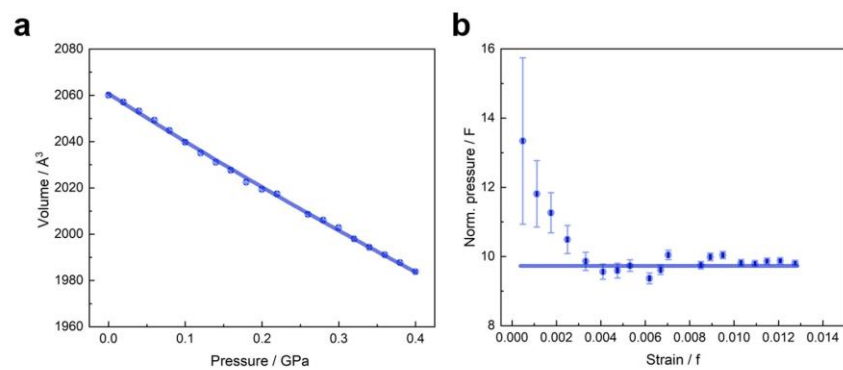 a
2080
2060
2040
2020
2000
1980
1960
Volume / Å³
0.0 0.1 0.2 0.3 0.4
Pressure / GPa
b
16
14
12
10
8
Norm. pressure / F
0.000 0.002 0.004 0.006 0.008 0.010 0.012 0.014
Strain / f